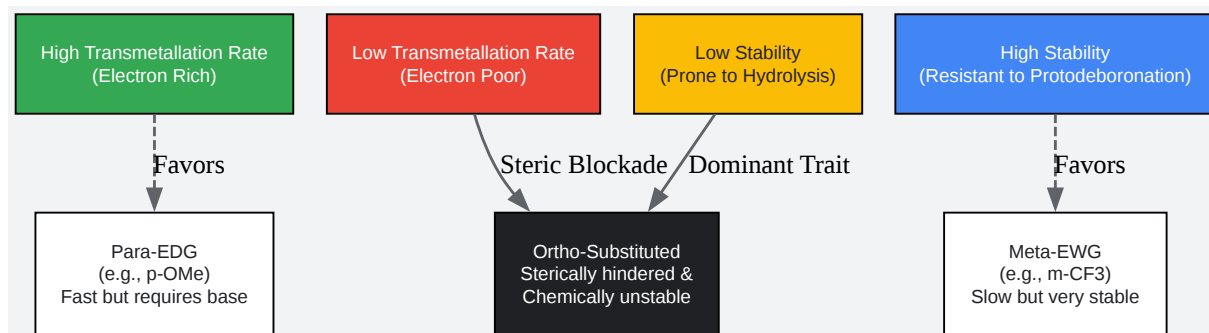 High Transmetallation Rate
(Electron Rich)
Low Transmetallation Rate
(Electron Poor)
Low Stability
(Prone to Hydrolysis)
High Stability
(Resistant to Protodeboronation)
Favors
Steric Blockade
Dominant Trait
Favors
Para-EDG
(e.g., p-OMe)
Fast but requires base
Ortho-Substituted
Sterically hindered &
Chemically unstable
Meta-EWG
(e.g., m-CF3)
Slow but very stable